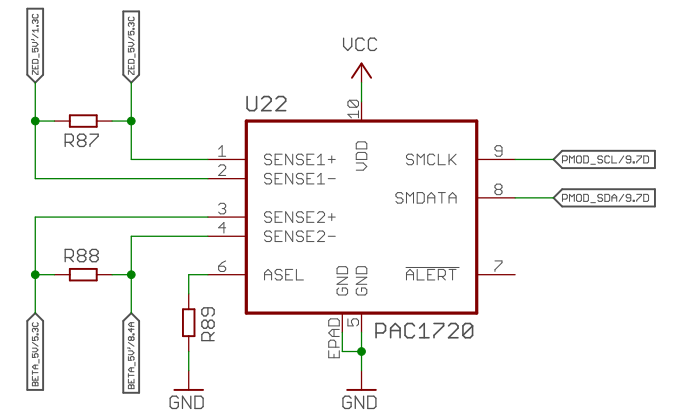 ZED_5V'/1.3C
ZED_5V/5.3C
VCC
U22
10
R87
1
SENSE1+
VDD
SMCLK
9
PMOD_SCL/9.7D
2
SENSE1-
SMDATA
8
PMOD_SDA/9.7D
3
SENSE2+
4
SENSE2-
R88
6
ASEL
GND
GND
ALERT
7
R89
EPAD
5
PAC1720
BETA_5V/5.3C
BETA_5V'/8.4A
GND
GND